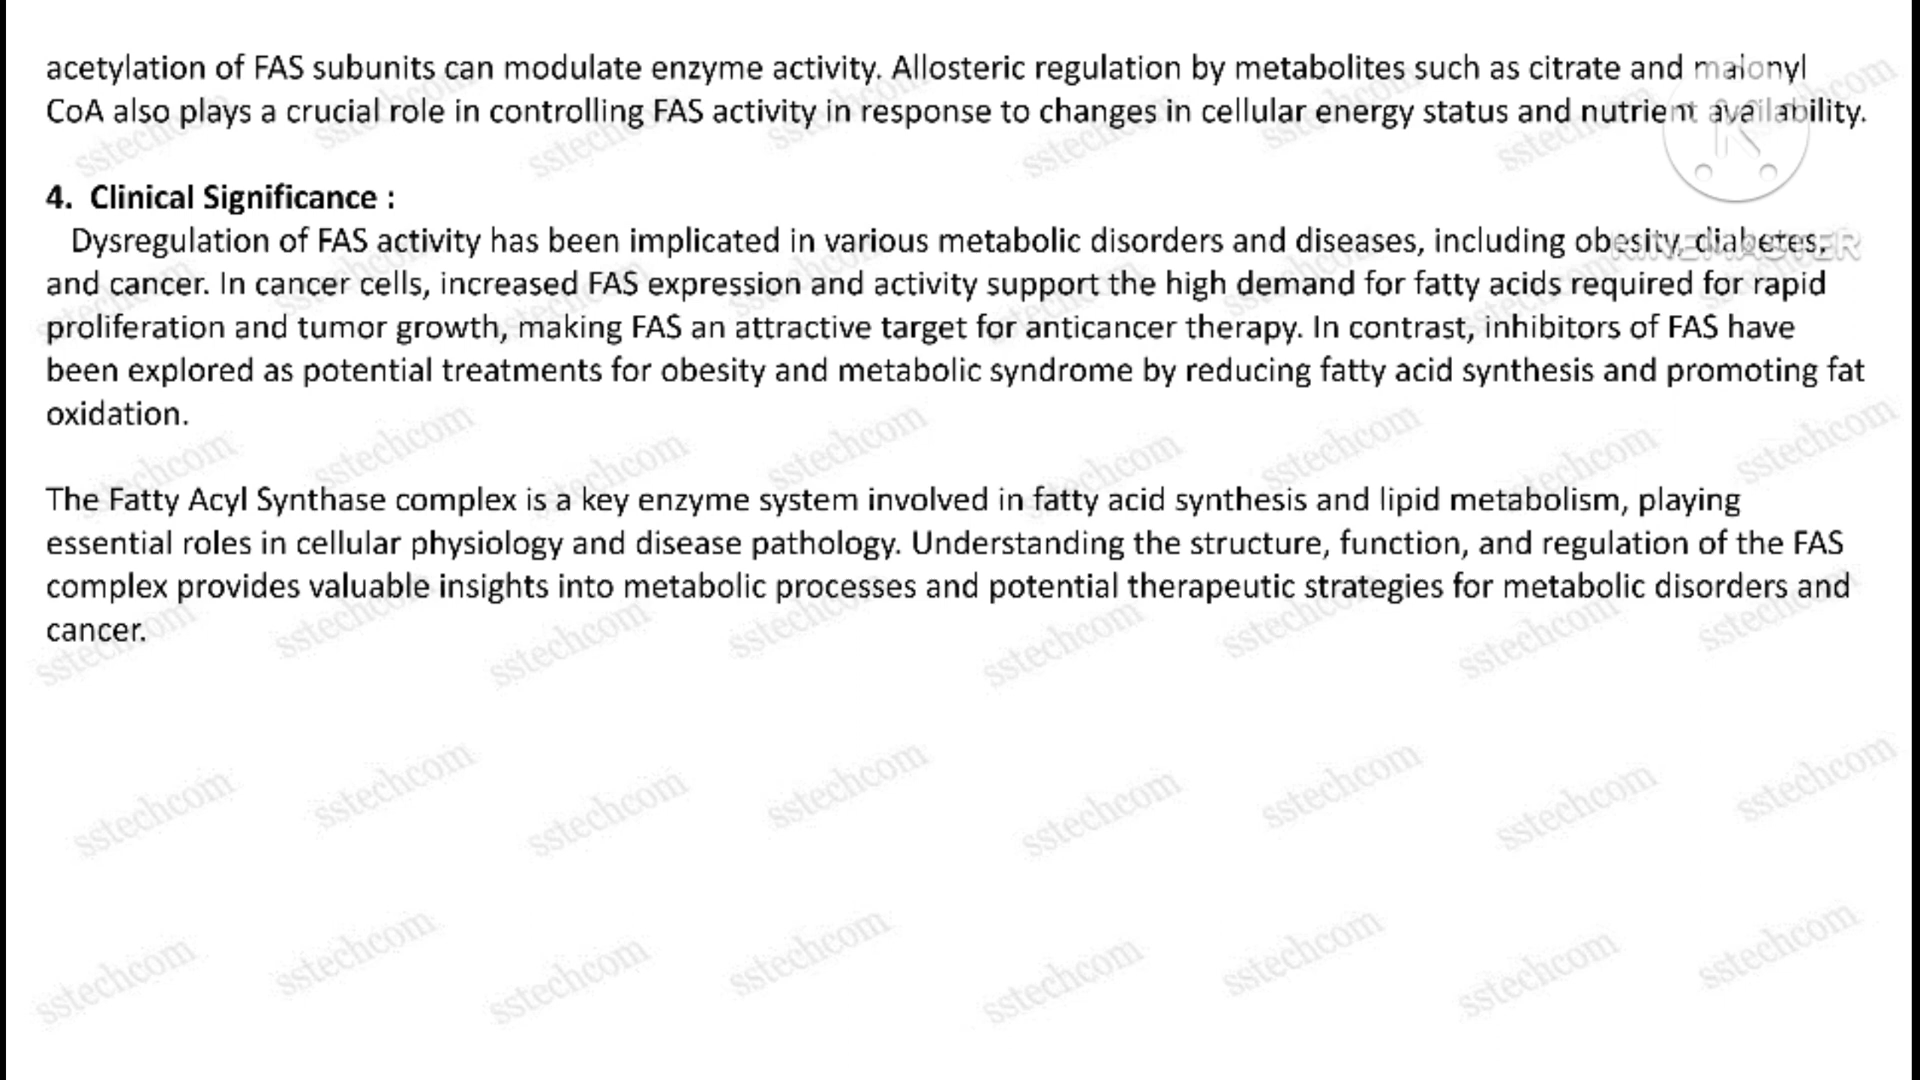 acetylation of FAS subunits can modulate enzyme activity. Allosteric regulation by metabolites such as citrate and malonyl
CoA also plays a crucial role in controlling FAS activity in response to changes in cellular energy status and nutrient availability.
4. Clinical Significance :
Dysregulation of FAS activity has been implicated in various metabolic disorders and diseases, including obesity, diabetes,
and cancer. In cancer cells, increased FAS expression and activity support the high demand for fatty acids required for rapid
proliferation and tumor growth, making FAS an attractive target for anticancer therapy. In contrast, inhibitors of FAS have
been explored as potential treatments for obesity and metabolic syndrome by reducing fatty acid synthesis and promoting fat
oxidation.
The Fatty Acyl Synthase complex is a key enzyme system involved in fatty acid synthesis and lipid metabolism, playing
essential roles in cellular physiology and disease pathology. Understanding the structure, function, and regulation of the FAS
complex provides valuable insights into metabolic processes and potential therapeutic strategies for metabolic disorders and
cancer.
KINEMASTER
sstechcom